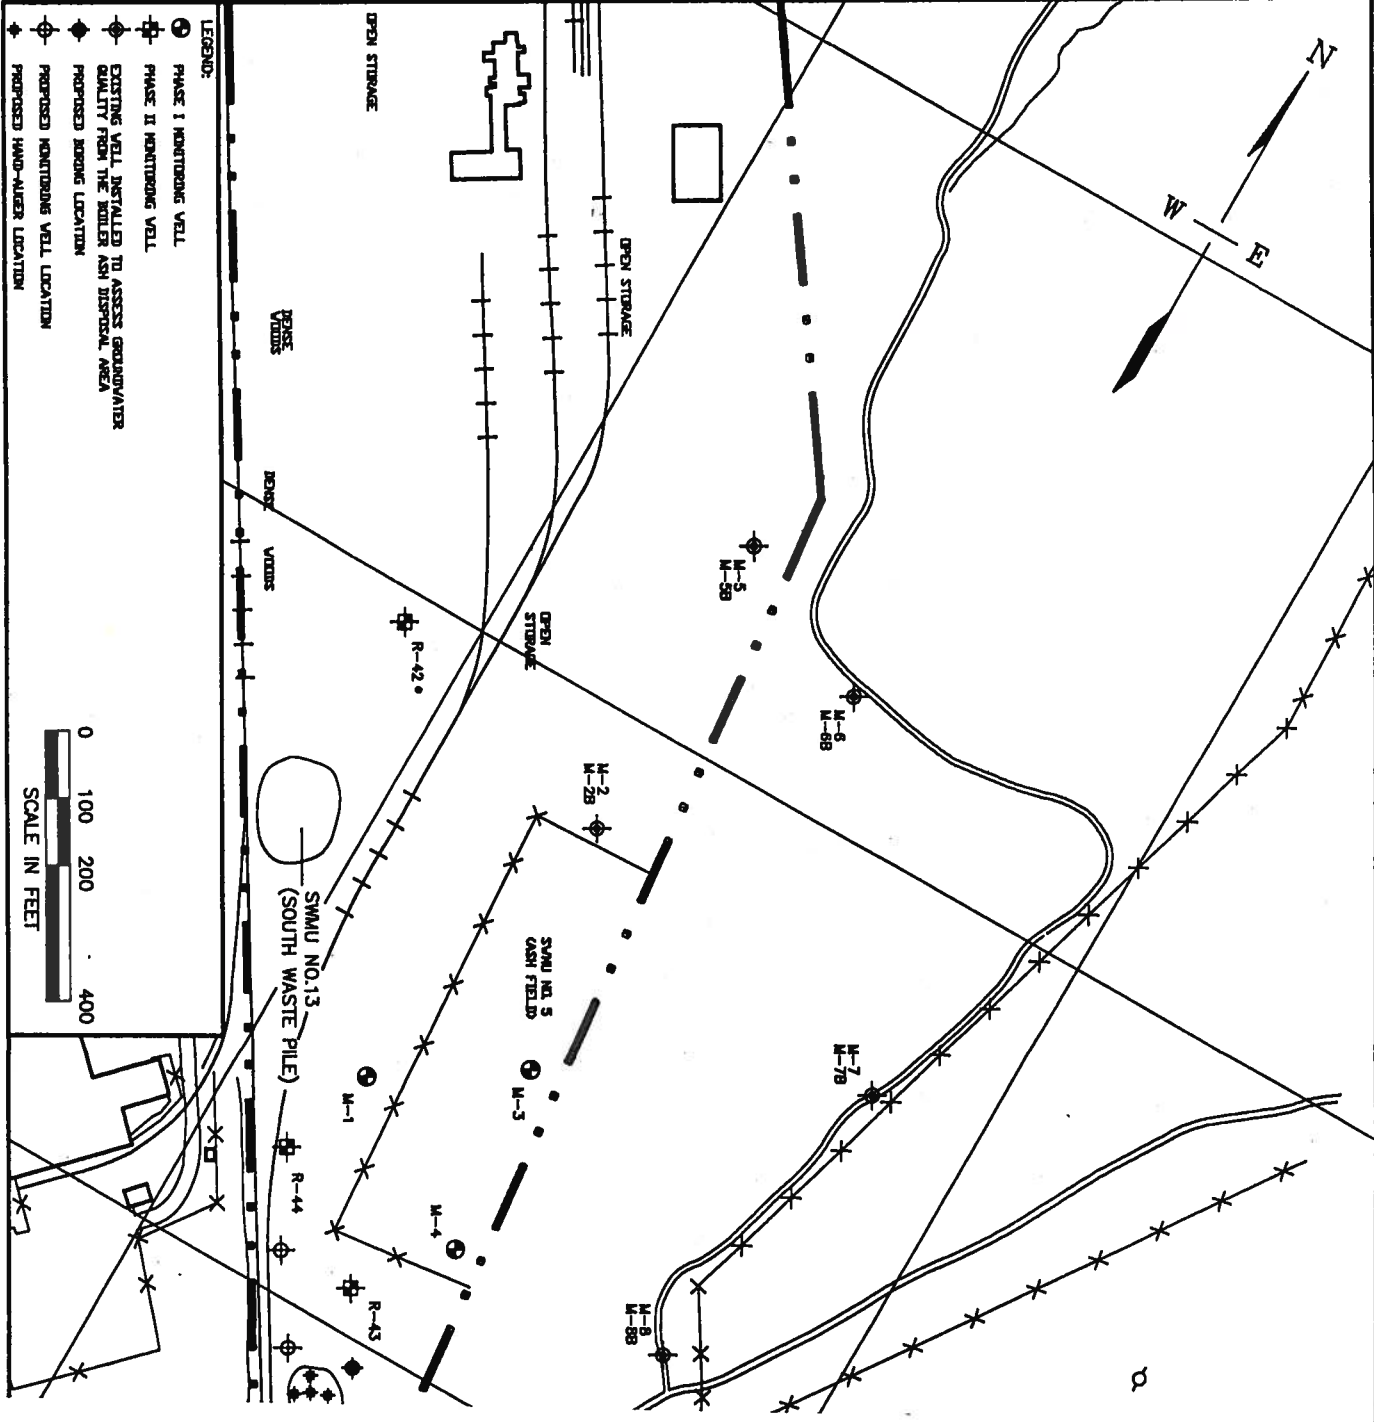 LEGEND:
PHASE I MONITORING WELL
PHASE II MONITORING WELL
EXISTING WELL INSTALLED TO ASSESS GROUNDWATER
QUALITY FROM THE BOILER ASH DISPOSAL AREA
PROPOSED BORING LOCATION
PROPOSED MONITORING WELL LOCATION
PROPOSED HAND-AUGER LOCATION
OPEN STORAGE
OPEN STORAGE
OPEN
STORAGE
DENSE
WOODS
DENSE WOODS
N
W
E
M-5
M-5B
M-6
M-6B
R-42
M-2
M-2B
SWMU NO.13
(SOUTH WASTE PILE)
SWMU NO. 5
(ASH FIELD)
M-7
M-7B
M-1
M-3
M-4
R-44
R-43
M-8
M-8B
0 100 200 400
SCALE IN FEET